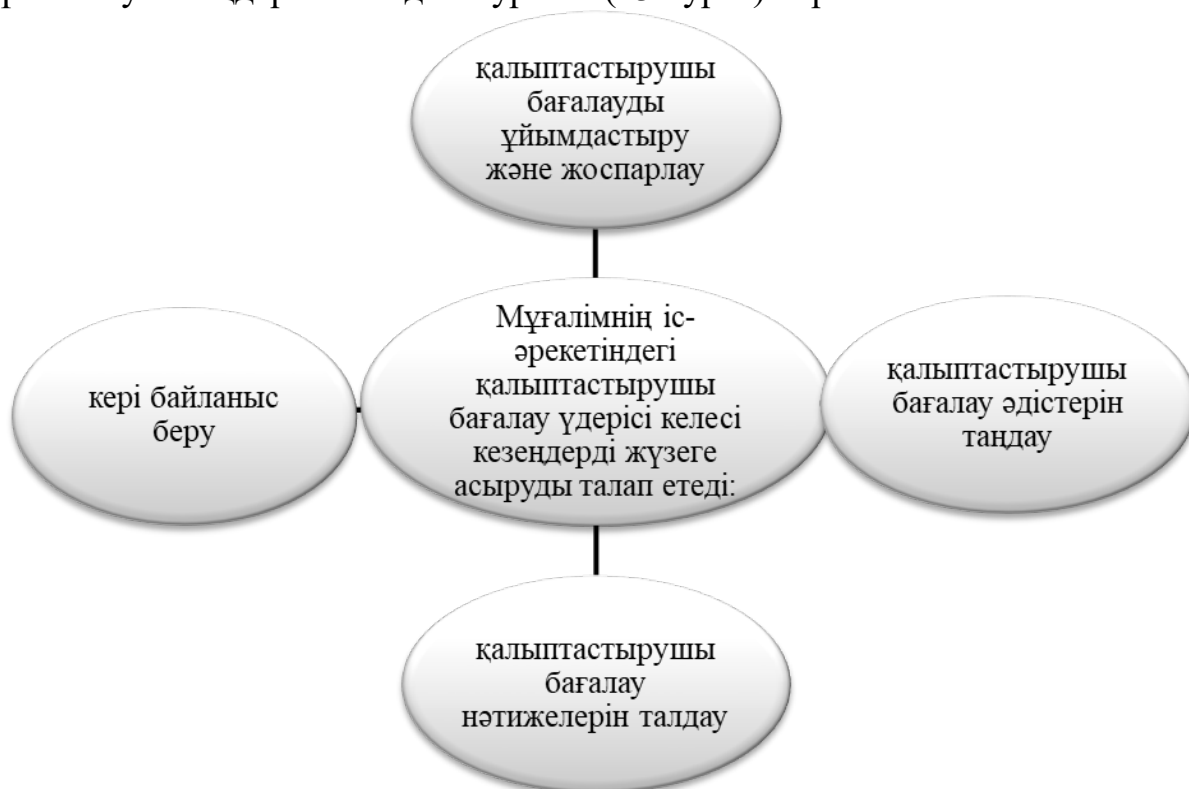 қалыптастырушы
бағалауды
ұйымдастыру
және жоспарлау
кері байланыс
беру
Мұғалімнің іс-
әрекетіндегі
қалыптастырушы
бағалау үдерісі келесі
кезеңдерді жүзеге
асыруды талап етеді:
қалыптастырушы
бағалау әдістерін
таңдау
қалыптастырушы
бағалау
нәтижелерін талдау